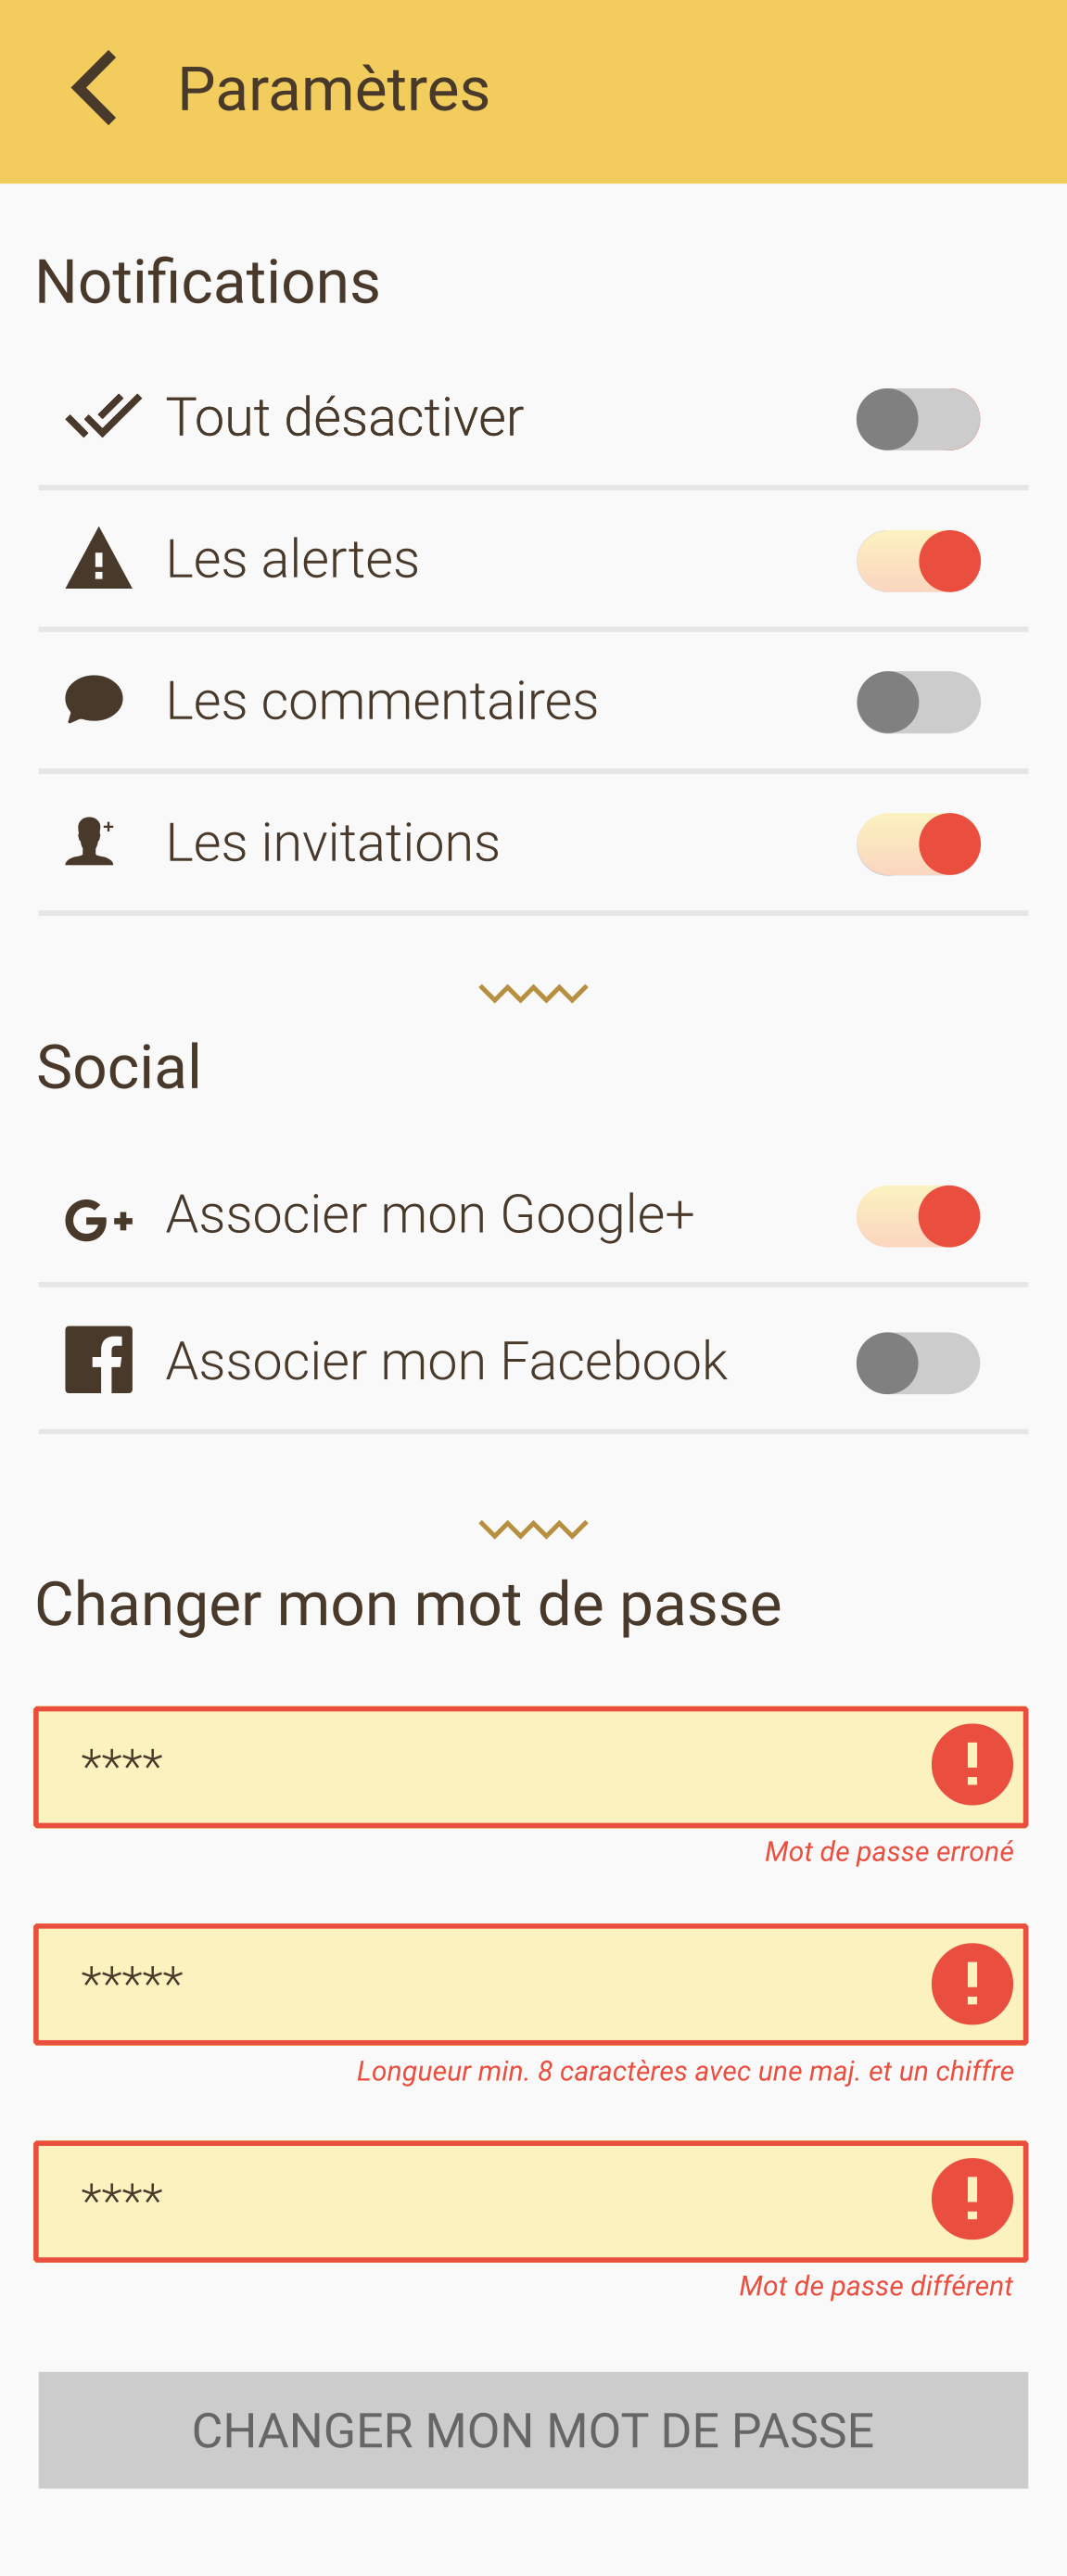 Paramètres
Notifications
Tout désactiver
Les alertes
Les commentaires
Les invitations
Social
Associer mon Google+
Associer mon Facebook
Changer mon mot de passe
****
Mot de passe erroné
*****
Longueur min. 8 caractères avec une maj. et un chiffre
****
Mot de passe différent
CHANGER MON MOT DE PASSE